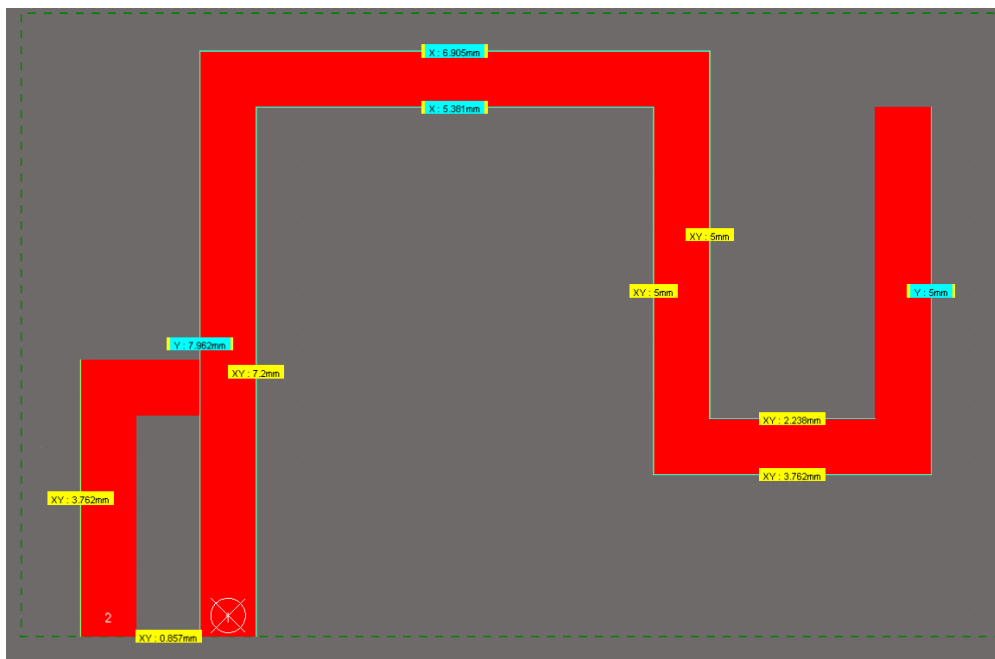 X : 6.905mm
X : 5.381mm
XY : 5mm
XY : 5mm
Y : 5mm
Y : 7.962mm
XY : 7.2mm
XY : 2.238mm
XY : 3.762mm
XY : 3.762mm
2
1
XY : 0.857mm